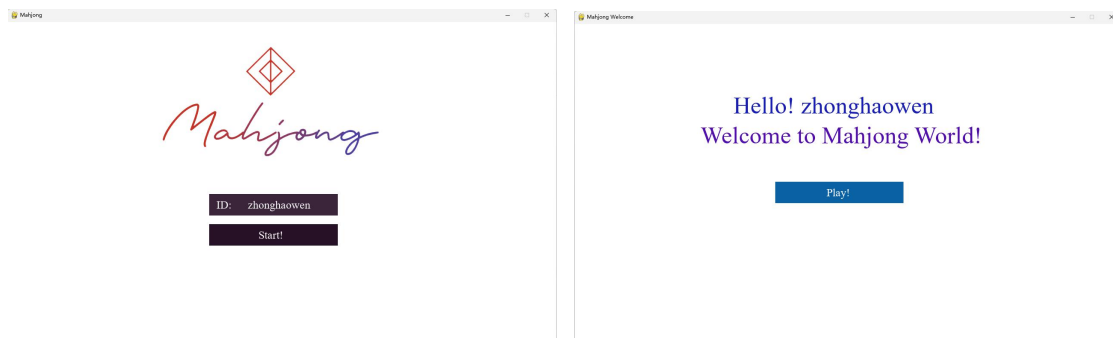 Mahjong
Mahjong
ID: zhonghaowen
Start!
Mahjong Welcome
Hello! zhonghaowen
Welcome to Mahjong World!
Play!